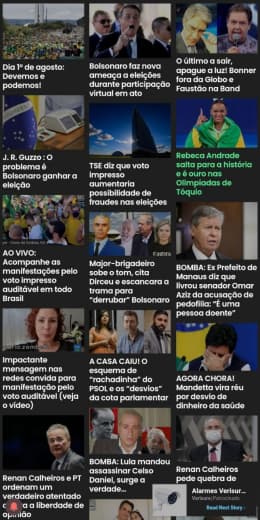 Dia 1º de agosto:
Devemos e
podemos!
J. R. Guzzo : O
problema é
Bolsonaro ganhar a
eleição
AO VIVO:
Acompanhe as
manifestações pelo
voto impresso
auditável em todo
Brasil
Impactante
mensagem nas
redes convida para
manifestação pelo
voto auditável (veja
o vídeo)
Renan Calheiros e PT
ordenam um
verdadeiro atentado
a a liberdade de
opinião
Bolsonaro faz nova
ameaça a eleições
durante participação
virtual em ato
TSE diz que voto
impresso
aumentaria
possibilidade de
fraudes nas eleições
Major-brigadeiro
sobe o tom, cita
Dirceu e escancara a
trama para
"derrubar" Bolsonaro
A CASA CAIU! O
esquema de
"rachadinha" do
PSOL e os "desvios"
da cota parlamentar
BOMBA: Lula mandou
assassinar Celso
Daniel, surge a
verdade...
O último a sair,
apague a luz! Bonner
fora da Globo e
Faustão na Band
Rebeca Andrade
salta para a história
e é ouro nas
Olimpíadas de
Tóquio
BOMBA: Ex Prefeito de
Manaus diz que
livrou senador Omar
Aziz da acusação de
pedofilia: "É uma
pessoa doente"
AGORA CHORA!
Mandetta vira réu
por desvio de
dinheiro da saúde
Renan Calheiros
pede quebra de
Alarmes Verisur...
Verisure Patrocinado
Read Next Story ›